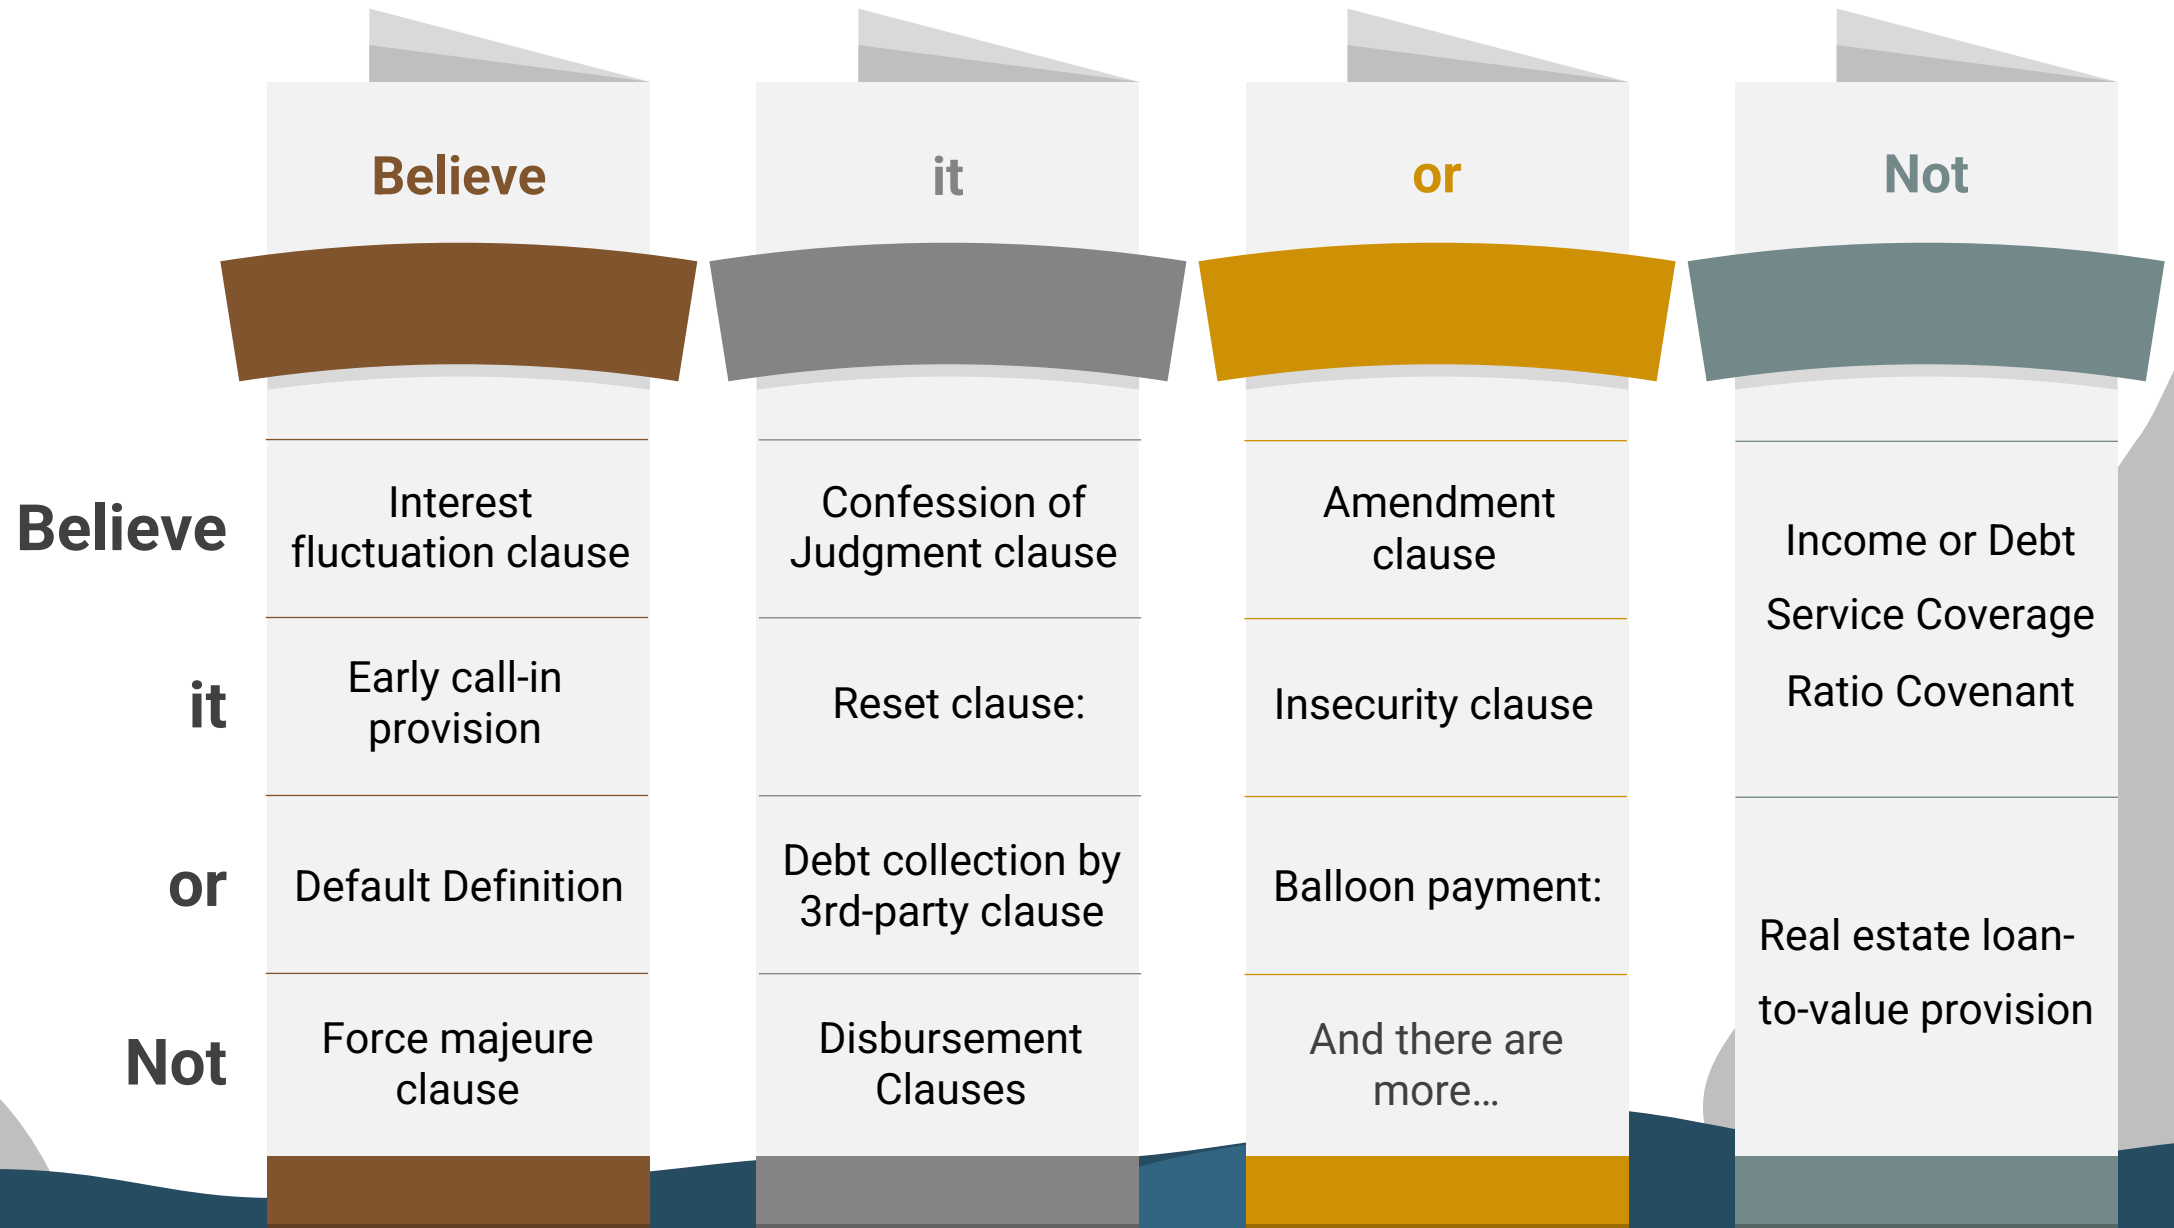 Believe
it
or
Not
Believe
Interest
fluctuation clause
Confession of
Judgment clause
Amendment
clause
Income or Debt
Service Coverage
Ratio Covenant
it
Early call-in
provision
Reset clause:
Insecurity clause
or
Default Definition
Debt collection by
3rd-party clause
Balloon payment:
Real estate loan-
to-value provision
Not
Force majeure
clause
Disbursement
Clauses
And there are
more…